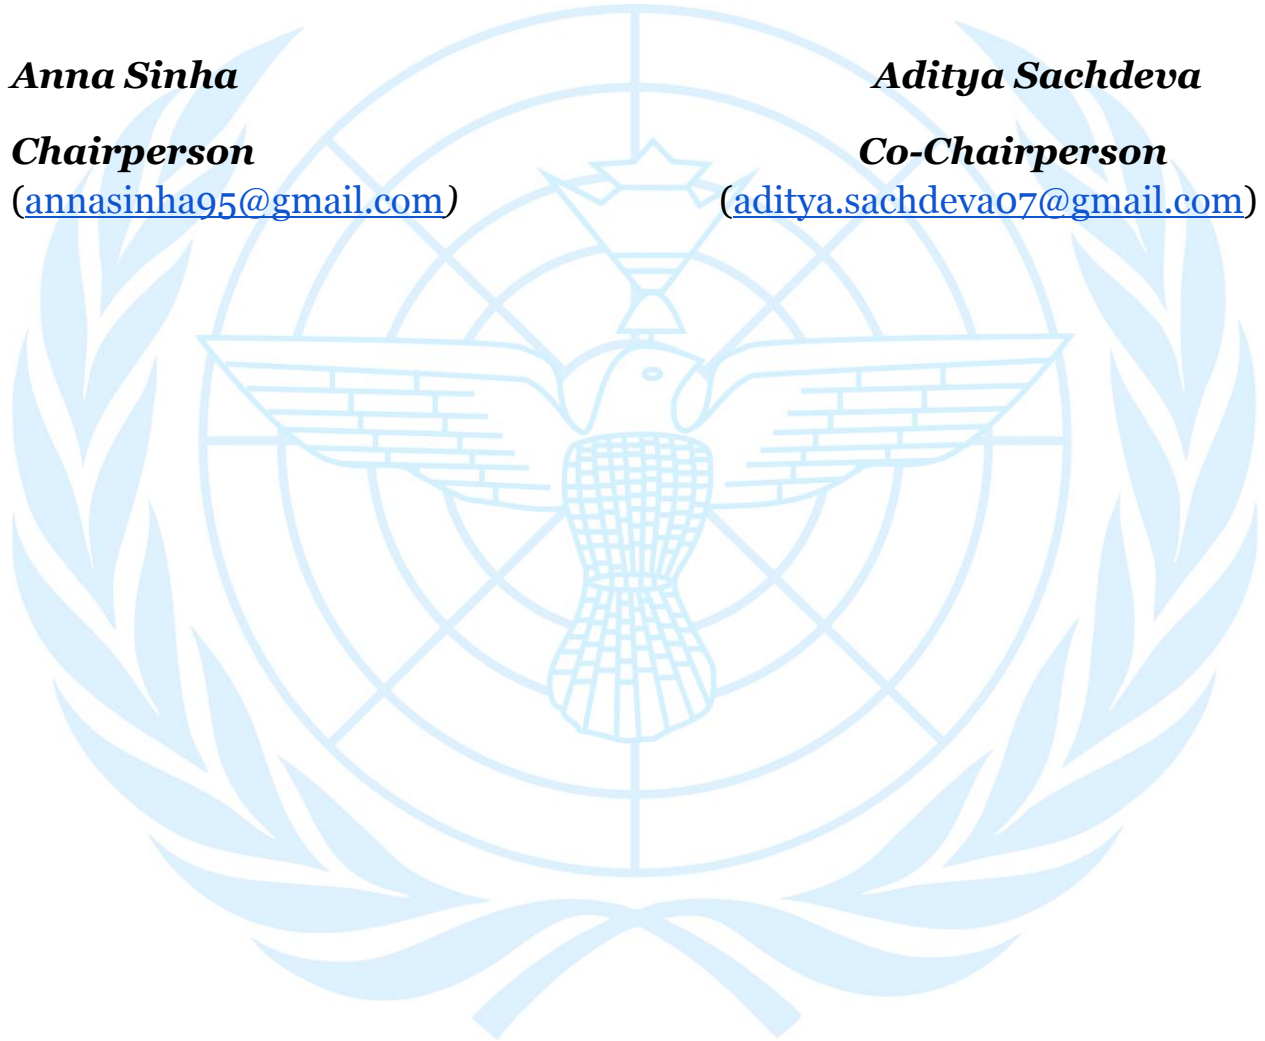 Anna Sinha Aditya Sachdeva
Chairperson Co-Chairperson
(annasinha95@gmail.com) (aditya.sachdeva07@gmail.com)